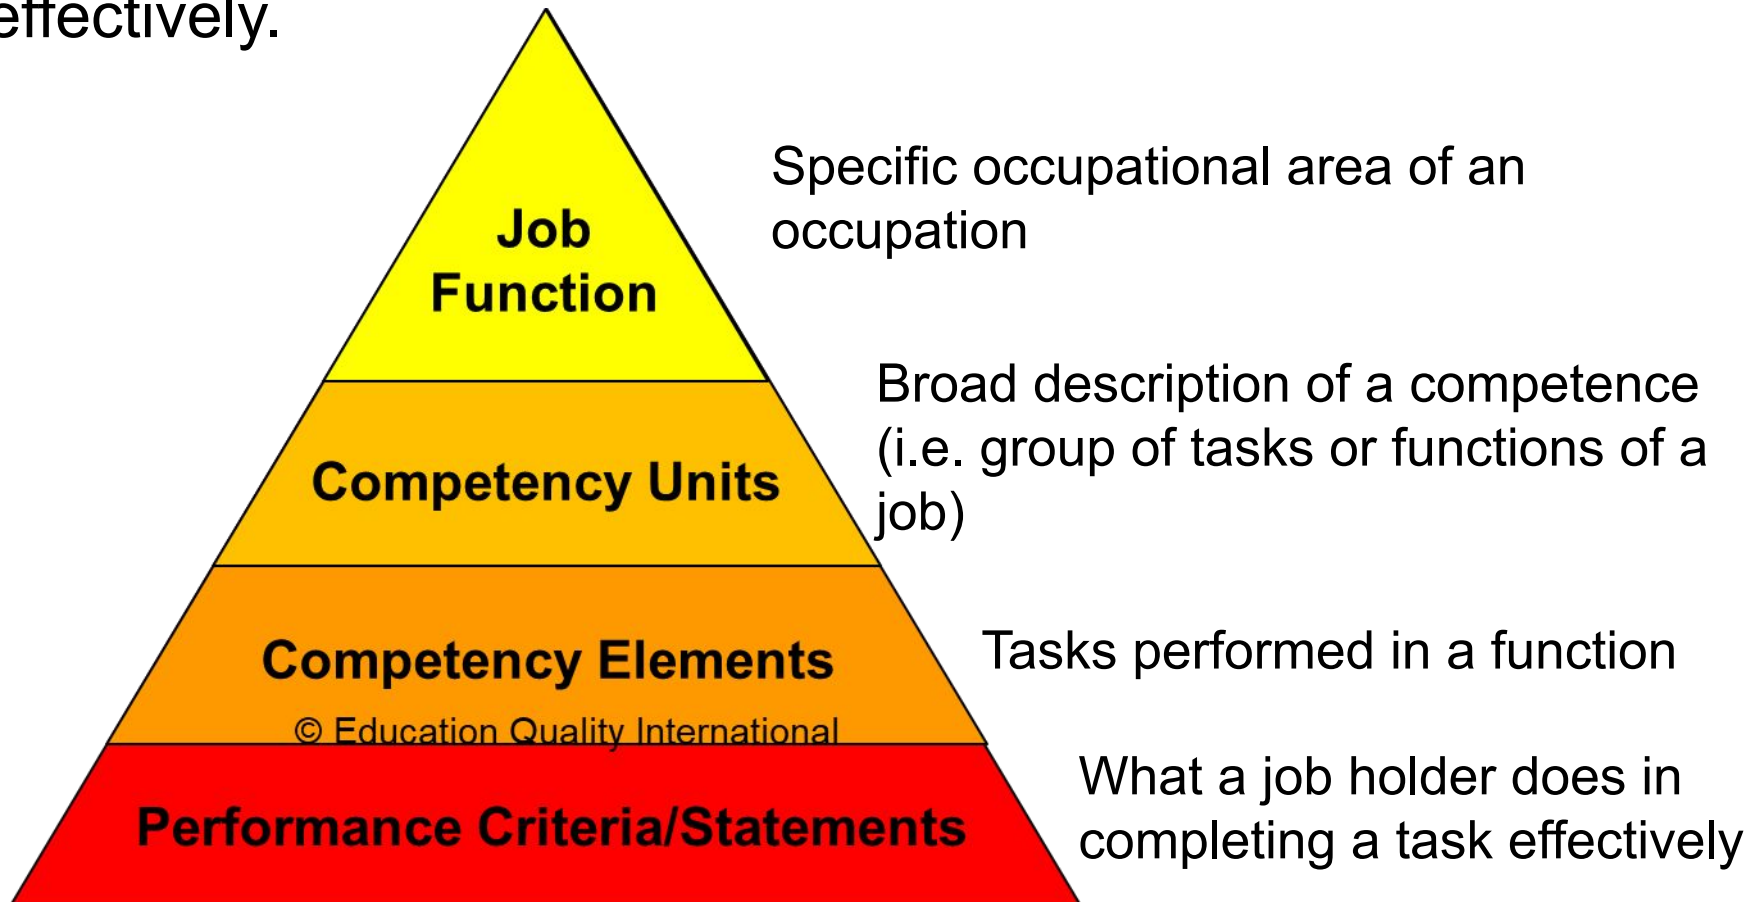 effectively.
Specific occupational area of an
occupation
Job
Function
Broad description of a competence
(i.e. group of tasks or functions of a
job)
Competency Units
Tasks performed in a function
Competency Elements
© Education Quality International
What a job holder does in
completing a task effectively
Performance Criteria/Statements